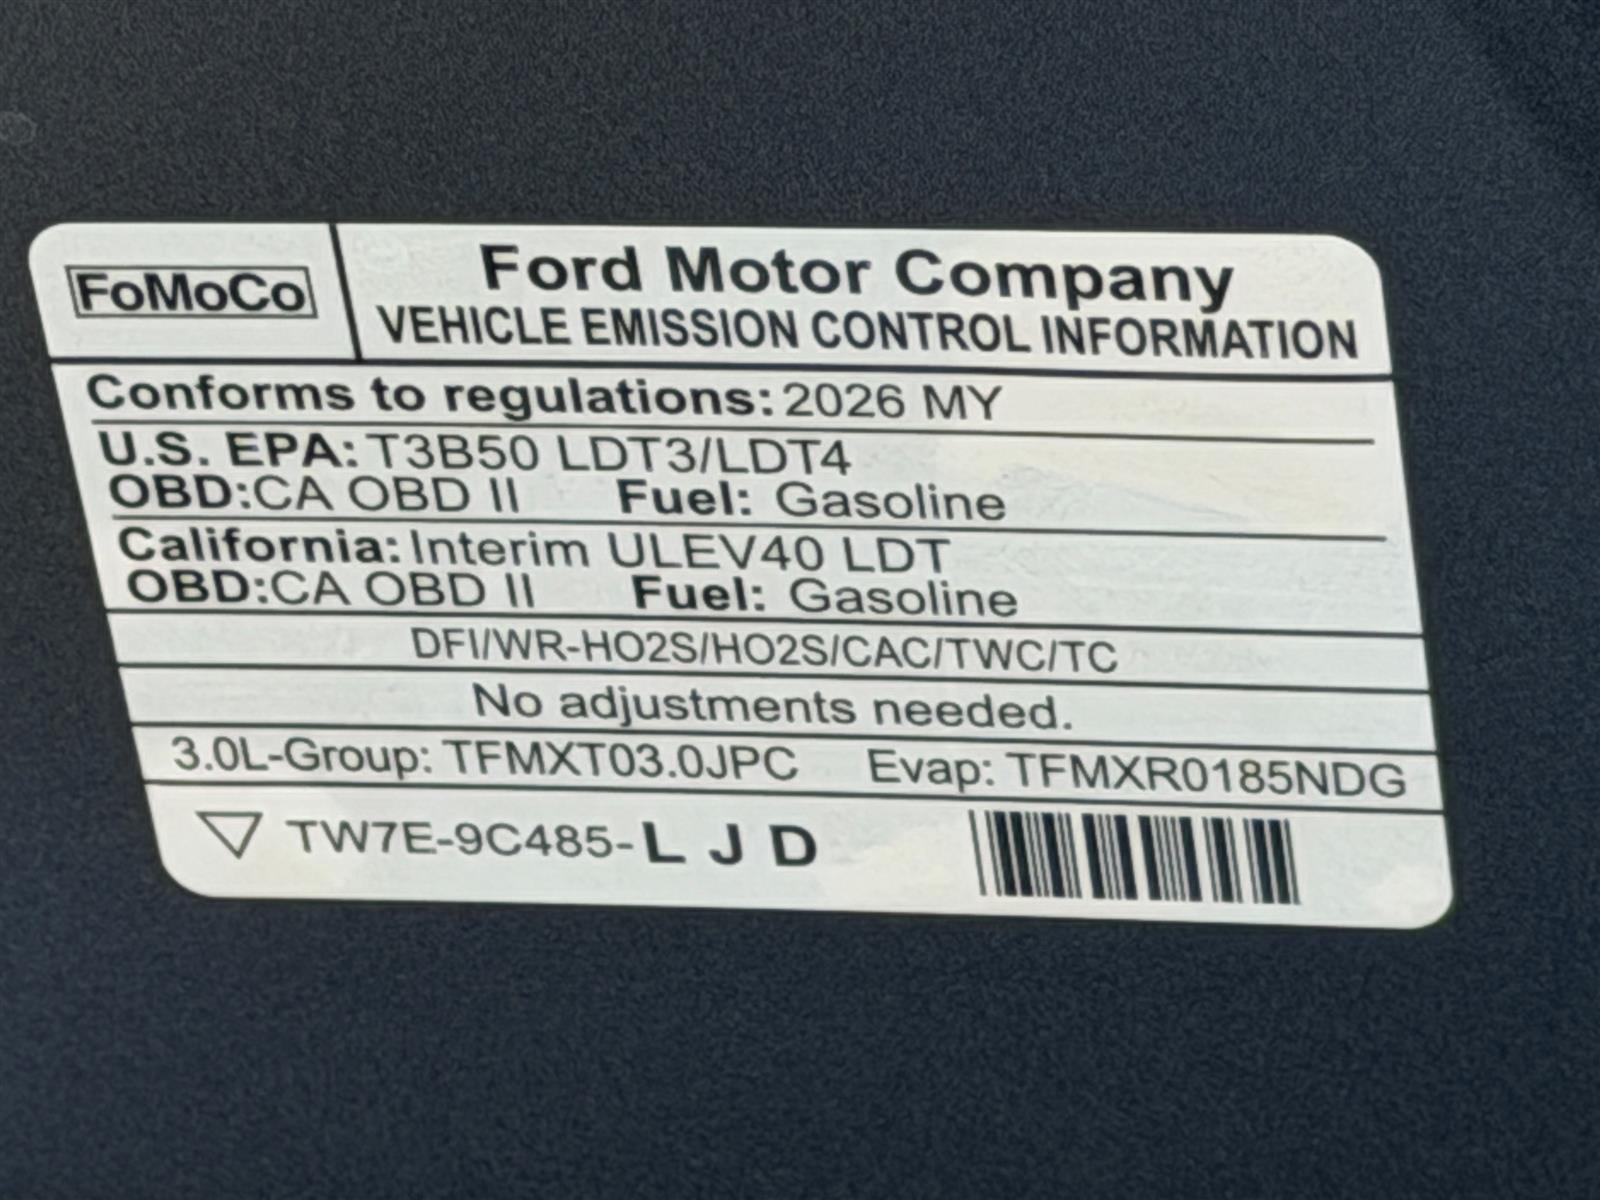 FoMoCo
Ford Motor Company
VEHICLE EMISSION CONTROL INFORMATION
Conforms to regulations: 2026 MY
U.S. EPA: T3B50 LDT3/LDT4
OBD: CA OBD II Fuel: Gasoline
California: Interim ULEV40 LDT
OBD: CA OBD II Fuel: Gasoline
DFI/WR-HO2S/HO2S/CAC/TWC/TC
No adjustments needed.
3.0L-Group: TFMXT03.0JPC Evap: TFMXR0185NDG
TW7E-9C485-L J D